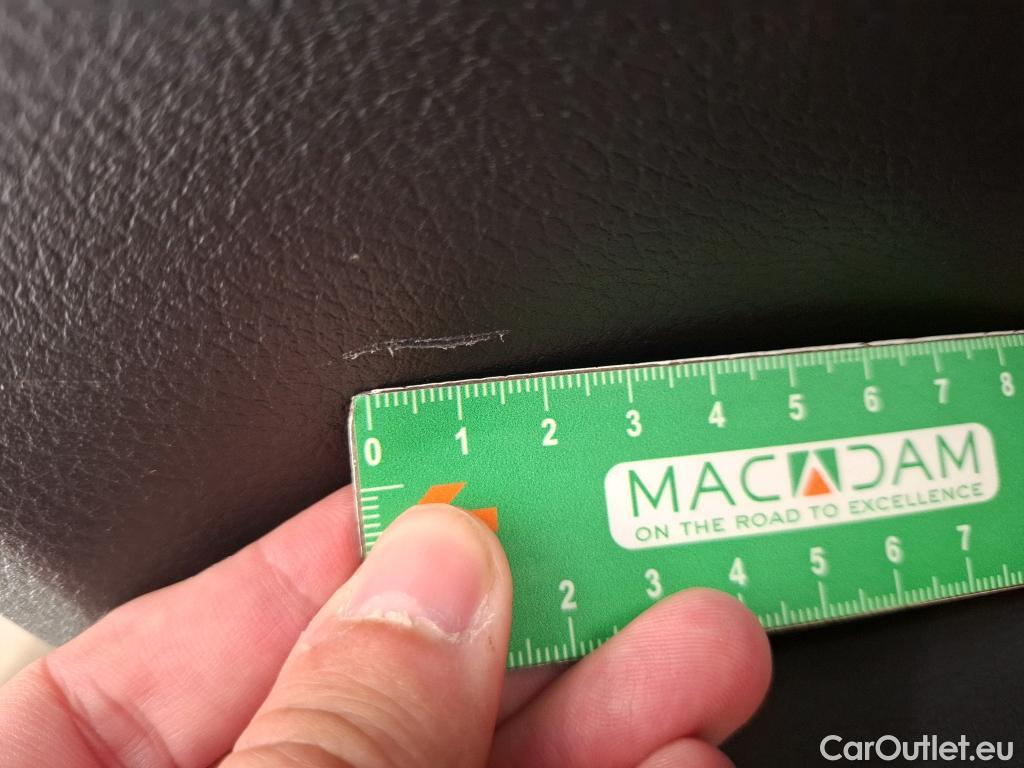 0 1 2 3 4 5 6 7 8
MACADAM
ON THE ROAD TO EXCELLENCE
2 3 4 5 6 7
CarOutlet.eu